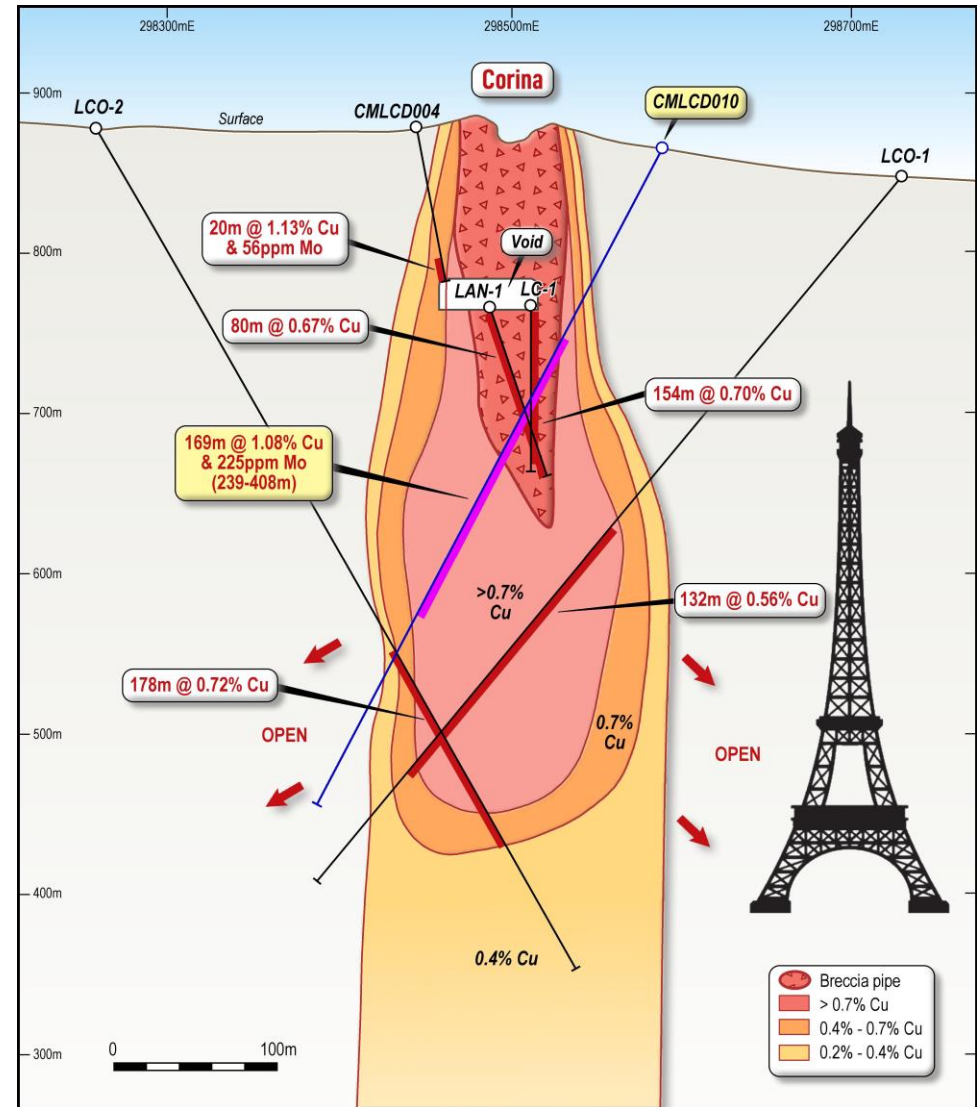 298300mE
298500mE
298700mE
900m
800m
700m
600m
500m
400m
300m
Corina
LCO-2
Surface
CMLCD004
CMLCD010
LCO-1
20m @ 1.13% Cu
& 56ppm Mo
Void
LAN-1
LC-1
80m @ 0.67% Cu
154m @ 0.70% Cu
169m @ 1.08% Cu
& 225ppm Mo
(239-408m)
>0.7%
Cu
132m @ 0.56% Cu
178m @ 0.72% Cu
OPEN
0.7%
Cu
OPEN
0.4% Cu
0
100m
Breccia pipe
> 0.7% Cu
0.4% - 0.7% Cu
0.2% - 0.4% Cu